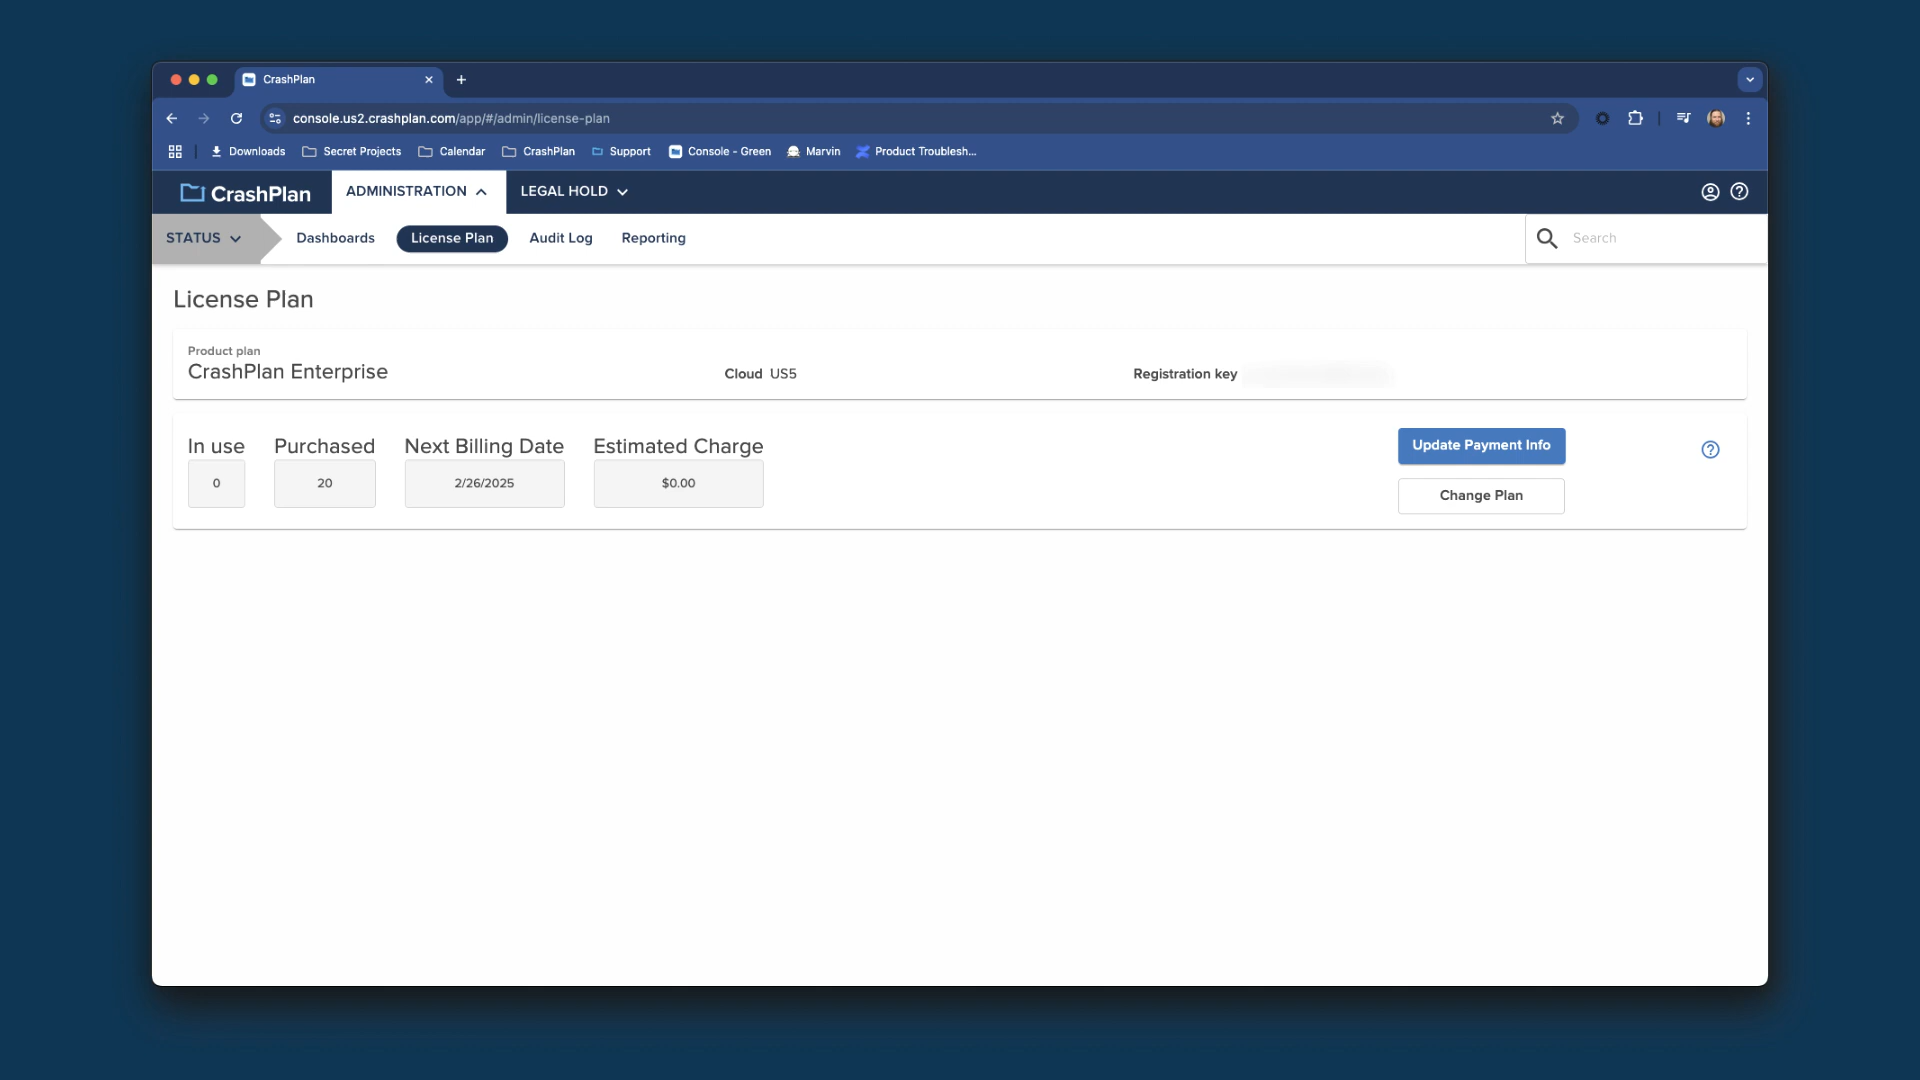 CrashPlan
console.us2.crashplan.com/app/#/admin/license-plan
Downloads Secret Projects Calendar CrashPlan Support Console - Green Marvin Product Troublesh...
CrashPlan ADMINISTRATION LEGAL HOLD
STATUS Dashboards License Plan Audit Log Reporting Search
License Plan
Product plan
CrashPlan Enterprise Cloud US5 Registration key
In use Purchased Next Billing Date Estimated Charge Update Payment Info
0 20 2/26/2025 $0.00
Change Plan